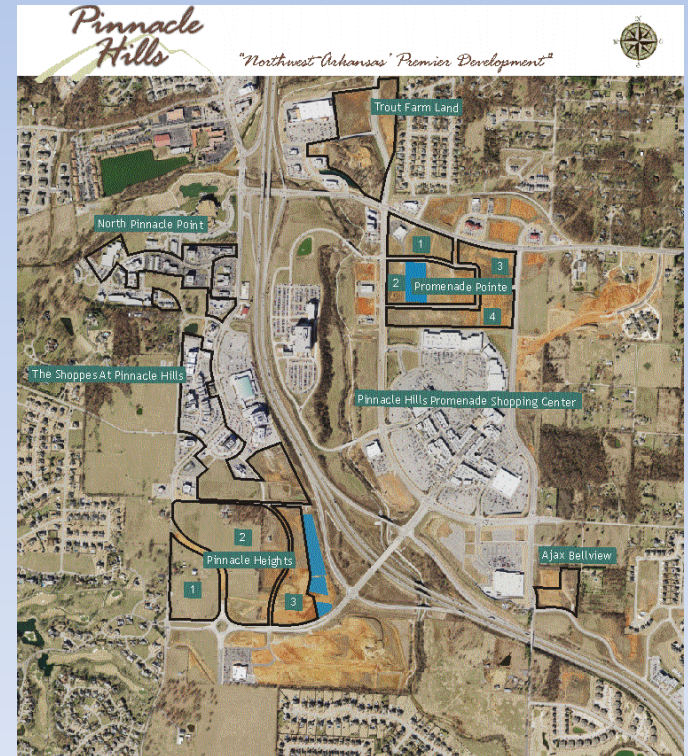 Pinnacle
Hills
"Northwest Arkansas' Premier Development"
N
Trout Farm Land
North Pinnacle Point
1
3
2
Promenade Pointe
4
The Shoppes At Pinnacle Hills
Pinnacle Hills Promenade Shopping Center
2
Pinnacle Heights
Ajax Bellview
1
3